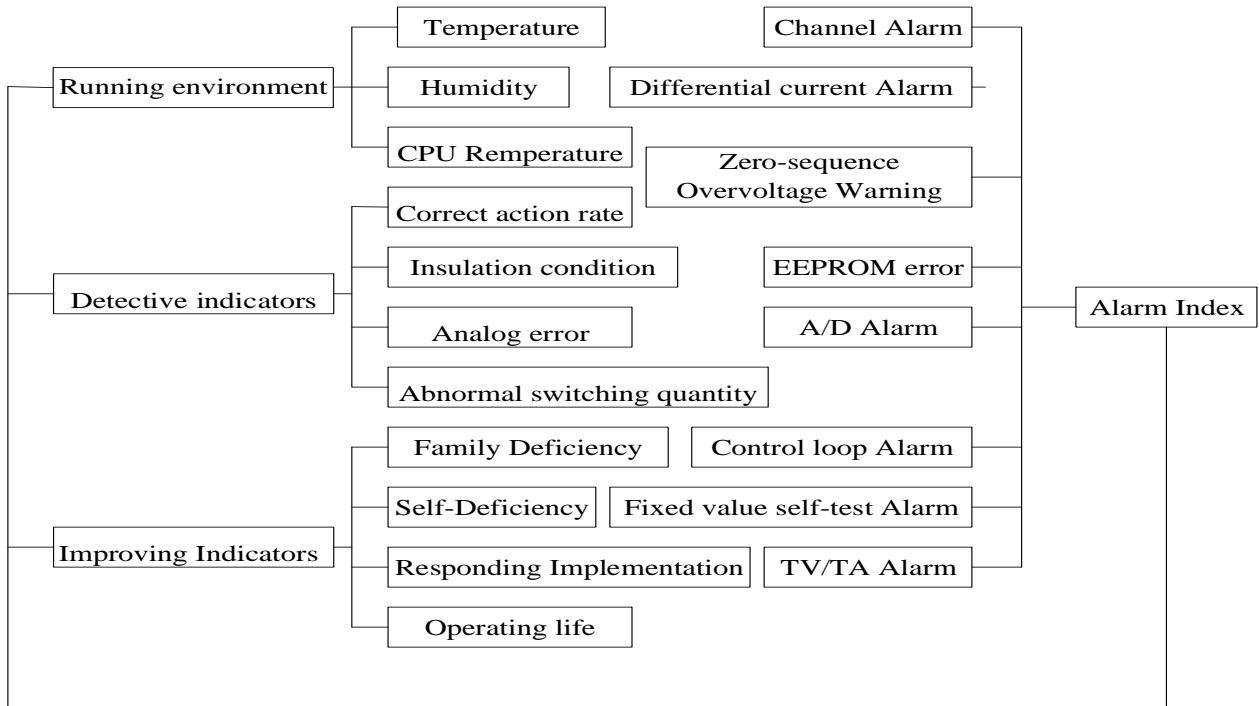 Temperature
Channel Alarm
Running environment
Humidity
Differential current Alarm
CPU Remperature
Zero-sequence
Overvoltage Warning
Correct action rate
Insulation condition
EEPROM error
Detective indicators
Alarm Index
Analog error
A/D Alarm
Abnormal switching quantity
Family Deficiency
Control loop Alarm
Self-Deficiency
Fixed value self-test Alarm
Improving Indicators
Responding Implementation
TV/TA Alarm
Operating life